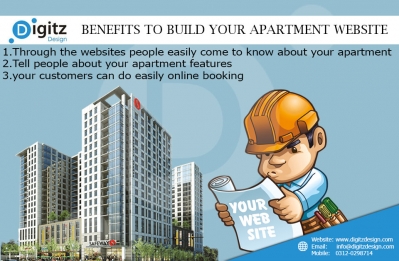 Digitz
Design
BENEFITS TO BUILD YOUR APARTMENT WEBSITE
1.Through the websites people easily come to know about your apartment
2.Tell people about your apartment features
3.your customers can do easily online booking
YOUR
WEB
SITE
SAFEWAY
Website: www.digitzdesign.com
Email: info@digitzdesign.com
Mobile: 0312-0298714